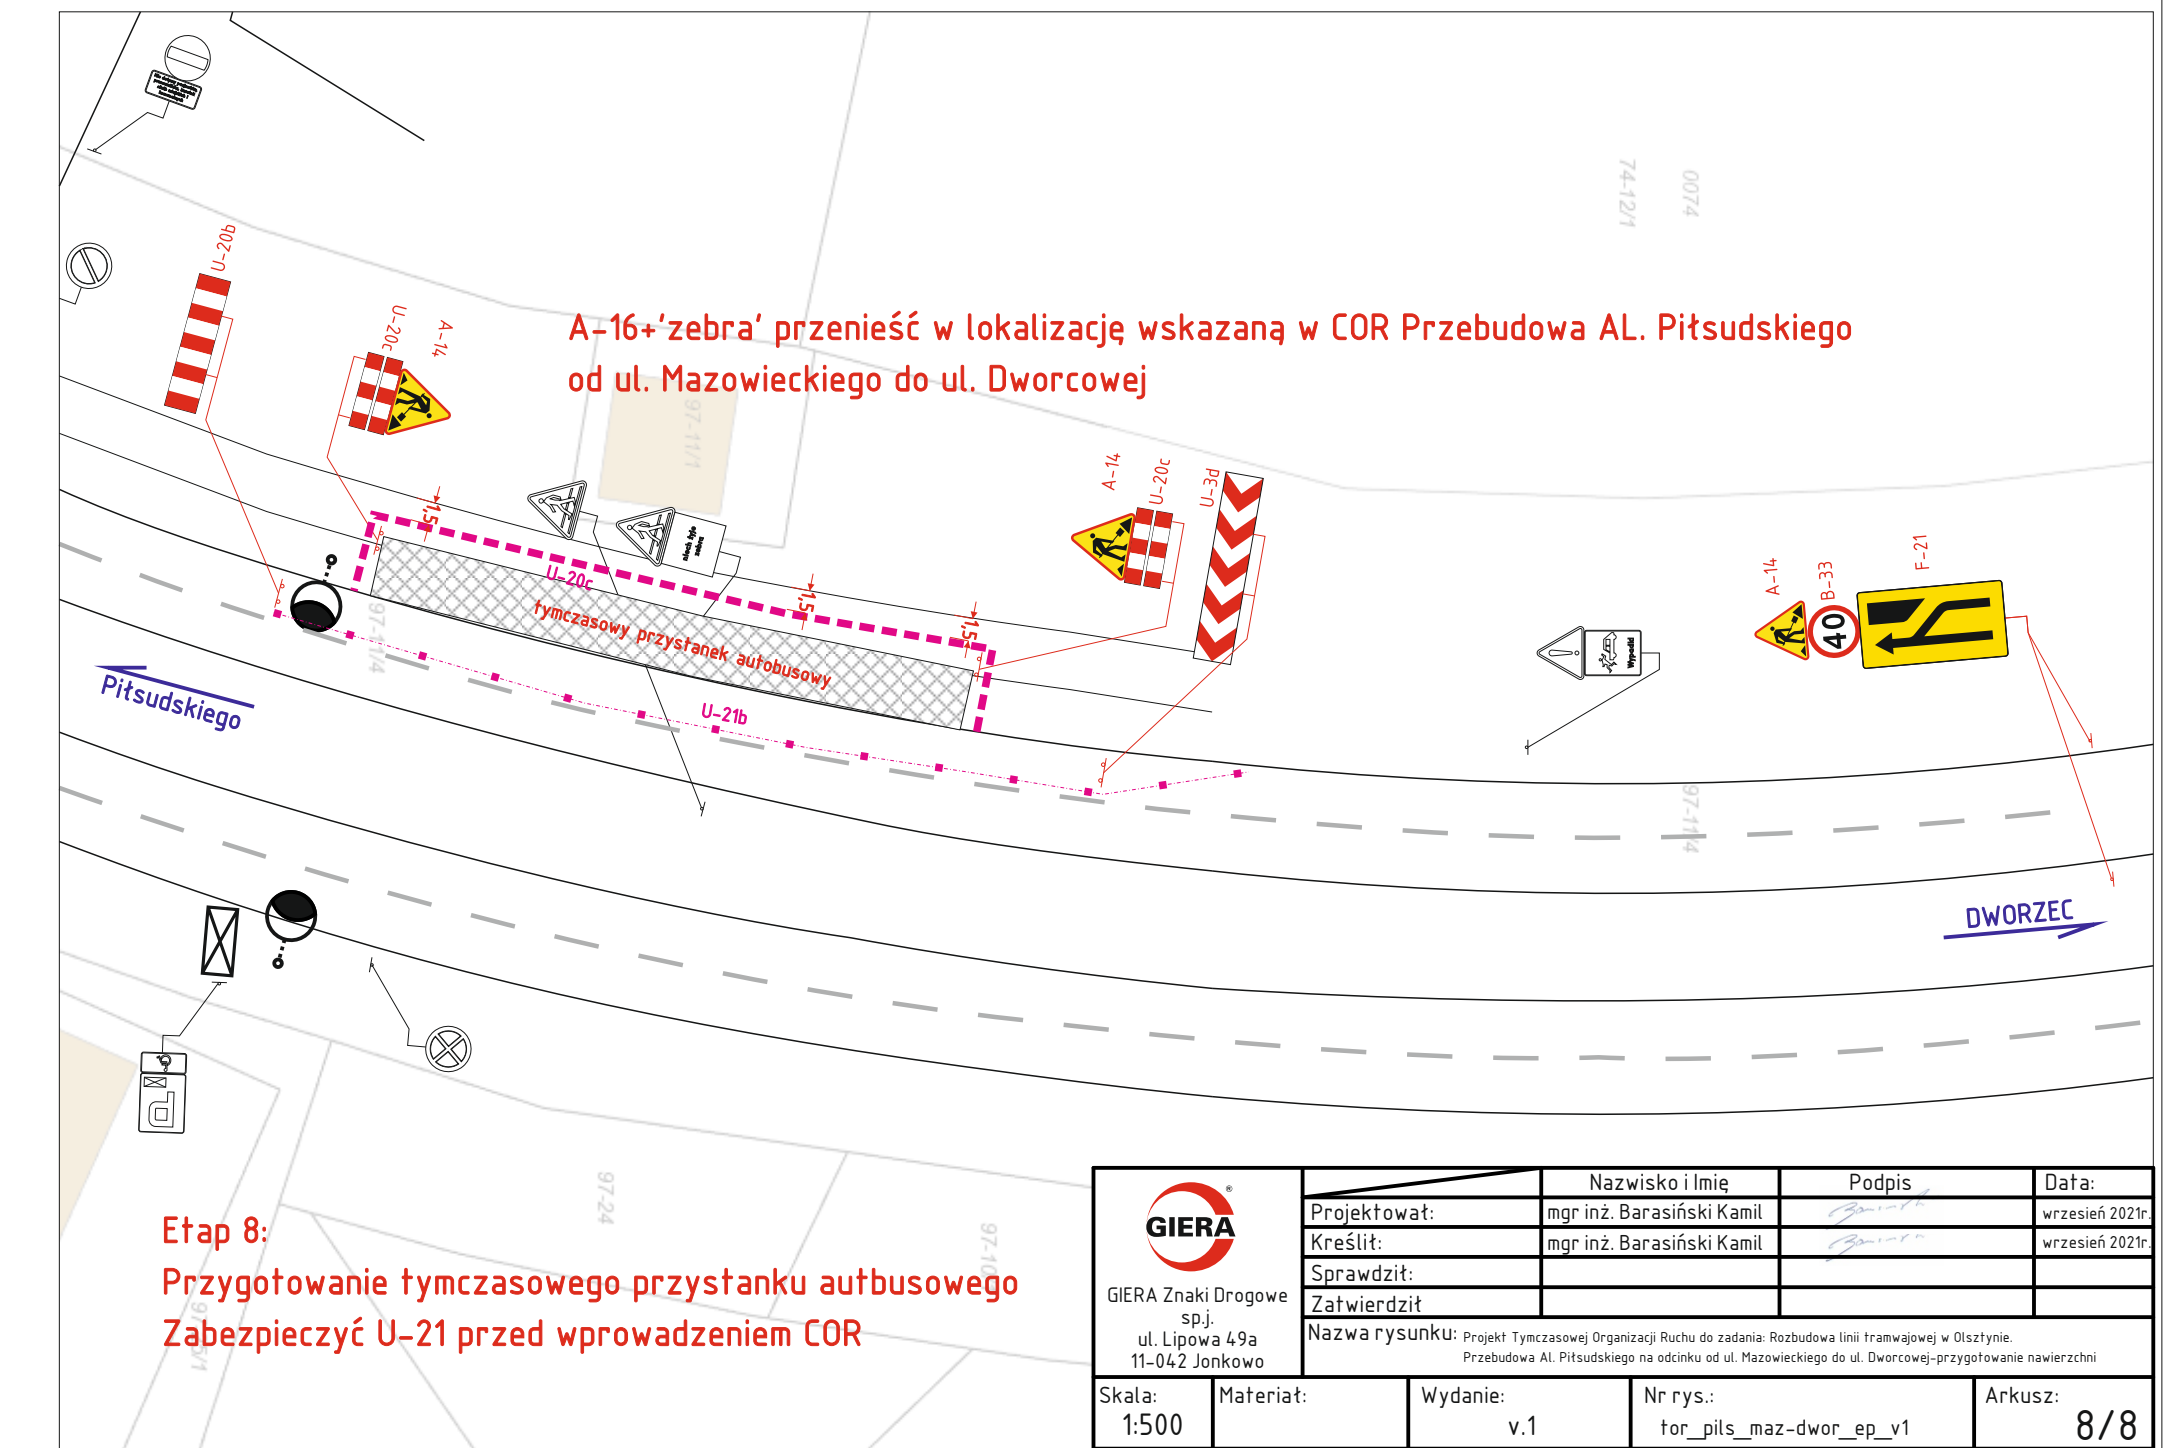 74-12/1
0074
U-20b
U-20c
A-14
A-16+'zebra' przenieść w lokalizację wskazaną w COR Przebudowa AL. Piłsudskiego
od ul. Mazowieckiego do ul. Dworcowej
97-11/1
A-14
U-20c
U-3d
1,5
niech żyje
zebra
U-20c
tymczasowy przystanek autobusowy
1,5
1,5
A-14
B-33
F-21
40
Wypadki
97-11/4
Piłsudskiego
U-21b
97-11/4
DWORZEC
P
97-24
97-10
97-25/1
Etap 8:
Przygotowanie tymczasowego przystanku autbusowego
Zabezpieczyć U-21 przed wprowadzeniem COR
GIERA
®
GIERA Znaki Drogowe
sp.j.
ul. Lipowa 49a
11-042 Jonkowo
Nazwisko i Imię
Podpis
Data:
Projektował:
mgr inż. Barasiński Kamil
wrzesień 2021r.
Kreślił:
mgr inż. Barasiński Kamil
wrzesień 2021r.
Sprawdził:
Zatwierdził
Nazwa rysunku: Projekt Tymczasowej Organizacji Ruchu do zadania: Rozbudowa linii tramwajowej w Olsztynie.
Przebudowa Al. Piłsudskiego na odcinku od ul. Mazowieckiego do ul. Dworcowej-przygotowanie nawierzchni
Skala:
1:500
Materiał:
Wydanie:
v.1
Nr rys.:
tor_pils_maz-dwor_ep_v1
Arkusz:
8/8